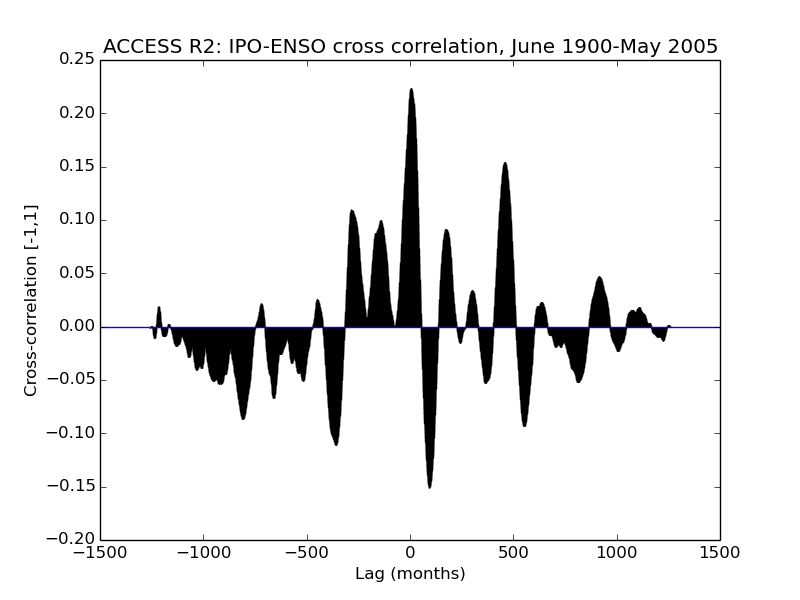 ACCESS R2: IPO-ENSO cross correlation, June 1900-May 2005
0.25
0.20
0.15
0.10
0.05
0.00
−0.05
−0.10
−0.15
−0.20
Cross-correlation [-1,1]
−1500 −1000 −500 0 500 1000 1500
Lag (months)